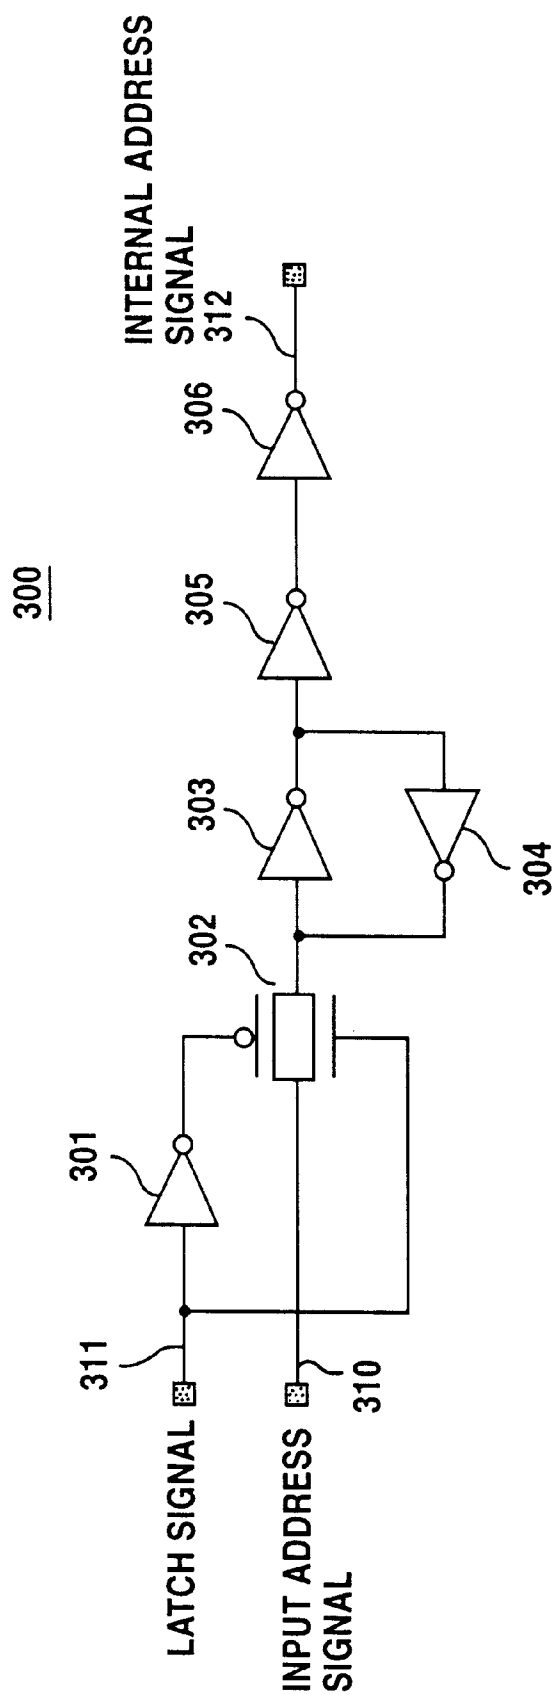 300
INTERNAL ADDRESS
SIGNAL
312
306
305
303
304
302
301
311
LATCH SIGNAL
310
INPUT ADDRESS
SIGNAL